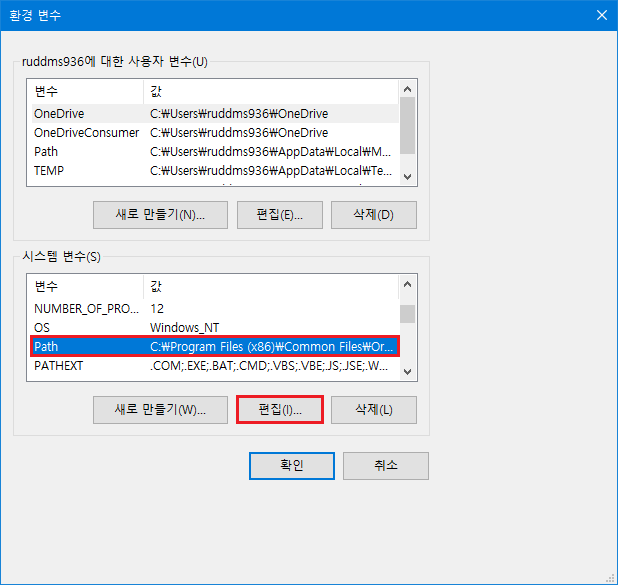 환경 변수
ruddms936에 대한 사용자 변수(U)
변수 값
OneDrive C:₩Users₩ruddms936₩OneDrive
OneDriveConsumer C:₩Users₩ruddms936₩OneDrive
Path C:₩Users₩ruddms936₩AppData₩Local₩M...
TEMP C:₩Users₩ruddms936₩AppData₩Local₩Te...
새로 만들기(N)... 편집(E)... 삭제(D)
시스템 변수(S)
변수 값
NUMBER_OF_PRO... 12
OS Windows_NT
Path C:₩Program Files (x86)₩Common Files₩Or...
PATHEXT .COM;.EXE;.BAT;.CMD;.VBS;.VBE;.JS;.JSE;.W...
새로 만들기(W)... 편집(I)... 삭제(L)
확인 취소